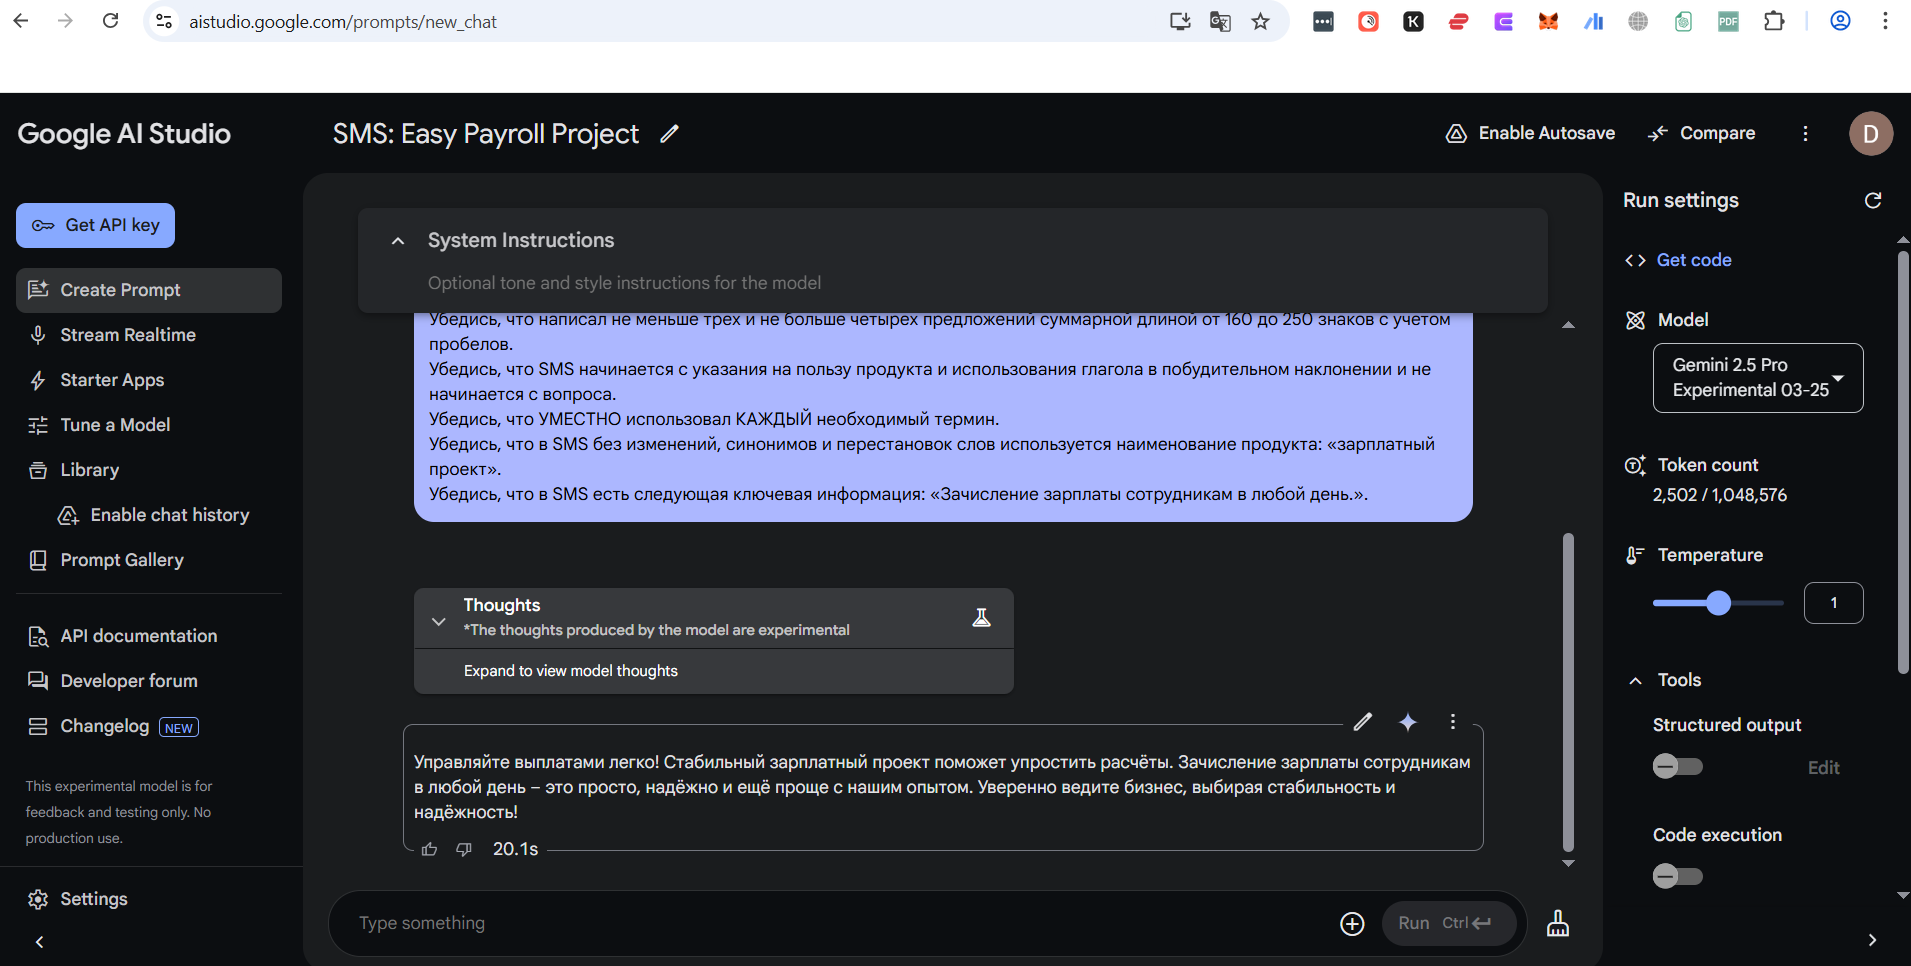 aistudio.google.com/prompts/new_chat
K
PDF
Google AI Studio
SMS: Easy Payroll Project
Enable Autosave
Compare
D
Get API key
Create Prompt
Stream Realtime
Starter Apps
Tune a Model
Library
Enable chat history
Prompt Gallery
API documentation
Developer forum
Changelog NEW
This experimental model is for
feedback and testing only. No
production use.
Settings
System Instructions
Optional tone and style instructions for the model
Убедись, что написал не меньше трех и не больше четырех предложений суммарной длиной от 160 до 250 знаков с учетом
пробелов.
Убедись, что SMS начинается с указания на пользу продукта и использования глагола в побудительном наклонении и не
начинается с вопроса.
Убедись, что УМЕСТНО использовал КАЖДЫЙ необходимый термин.
Убедись, что в SMS без изменений, синонимов и перестановок слов используется наименование продукта: «зарплатный
проект».
Убедись, что в SMS есть следующая ключевая информация: «Зачисление зарплаты сотрудникам в любой день.».
Thoughts
*The thoughts produced by the model are experimental
Expand to view model thoughts
Управляйте выплатами легко! Стабильный зарплатный проект поможет упростить расчёты. Зачисление зарплаты сотрудникам
в любой день – это просто, надёжно и ещё проще с нашим опытом. Уверенно ведите бизнес, выбирая стабильность и
надёжность!
20.1s
Type something
Run Ctrl
Run settings
Get code
Model
Gemini 2.5 Pro
Experimental 03-25
Token count
2,502 / 1,048,576
Temperature
1
Tools
Structured output
Edit
Code execution